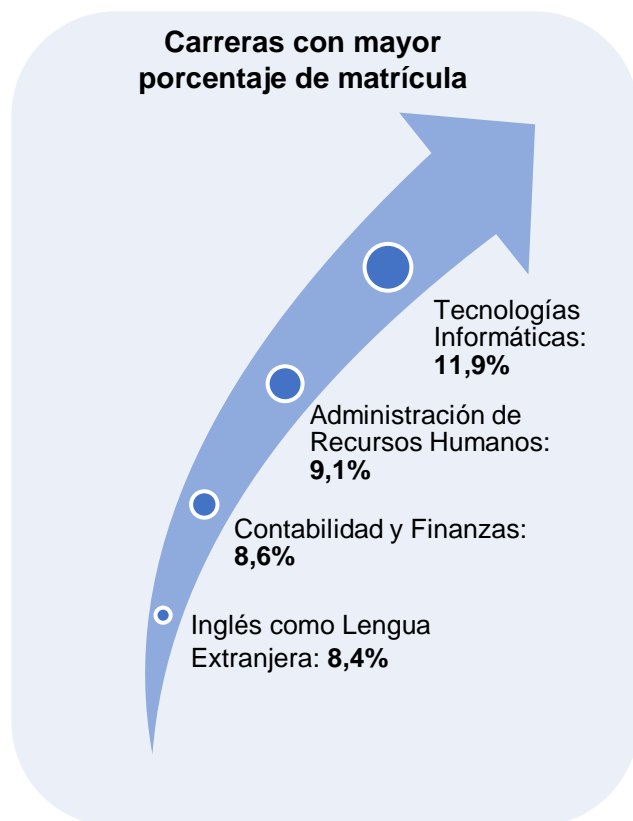 Carreras con mayor
porcentaje de matrícula
Tecnologías
Informáticas:
11,9%
Administración de
Recursos Humanos:
9,1%
Contabilidad y Finanzas:
8,6%
Inglés como Lengua
Extranjera: 8,4%